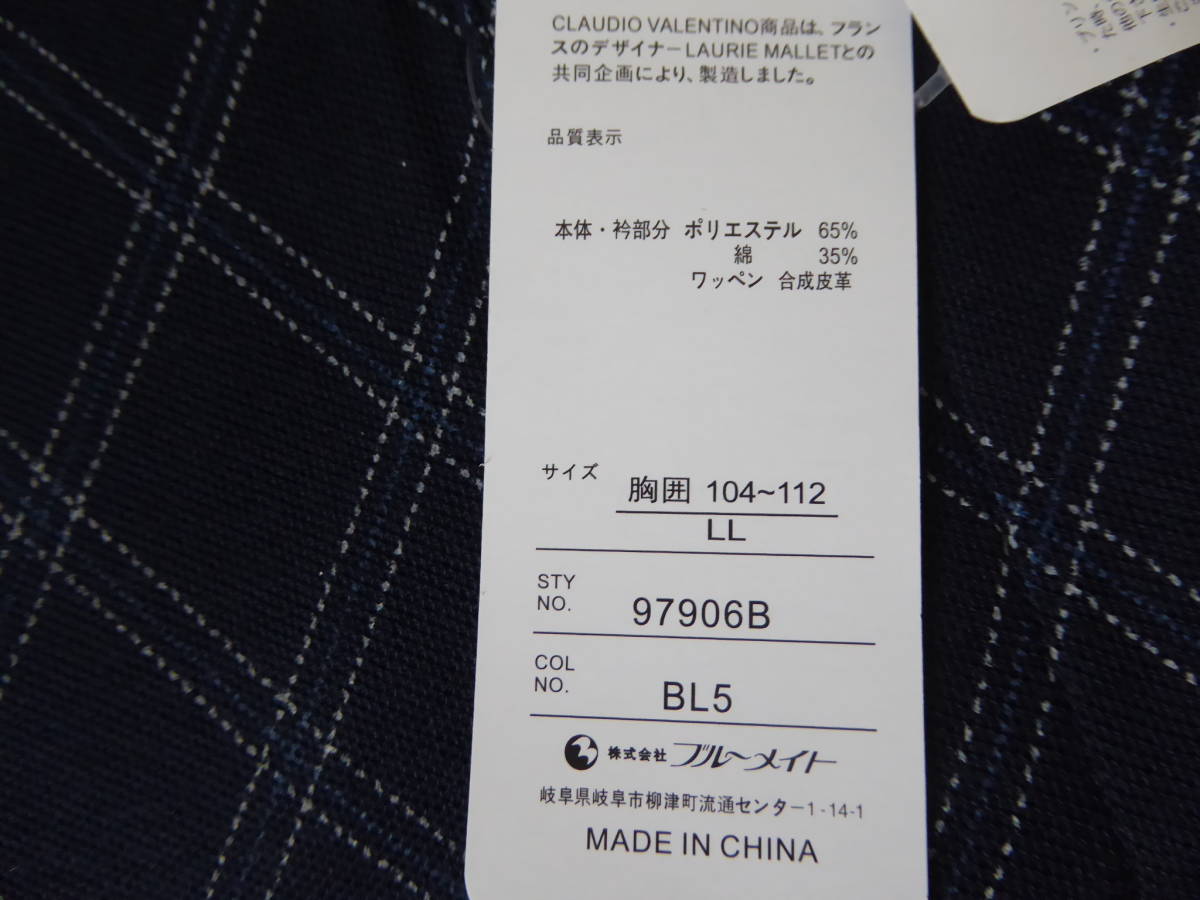 CLAUDIO VALENTINO商品は、フラン
スのデザイナーLAURIE MALLETとの
共同企画により、製造しました。
品質表示
本体・衿部分 ポリエステル 65%
綿 35%
ワッペン 合成皮革
サイズ 胸囲 104~112
LL
STY
NO. 97906B
COL
NO. BL5
株式会社 ブルーメイト
岐阜県岐阜市柳津町流通センター1-14-1
MADE IN CHINA